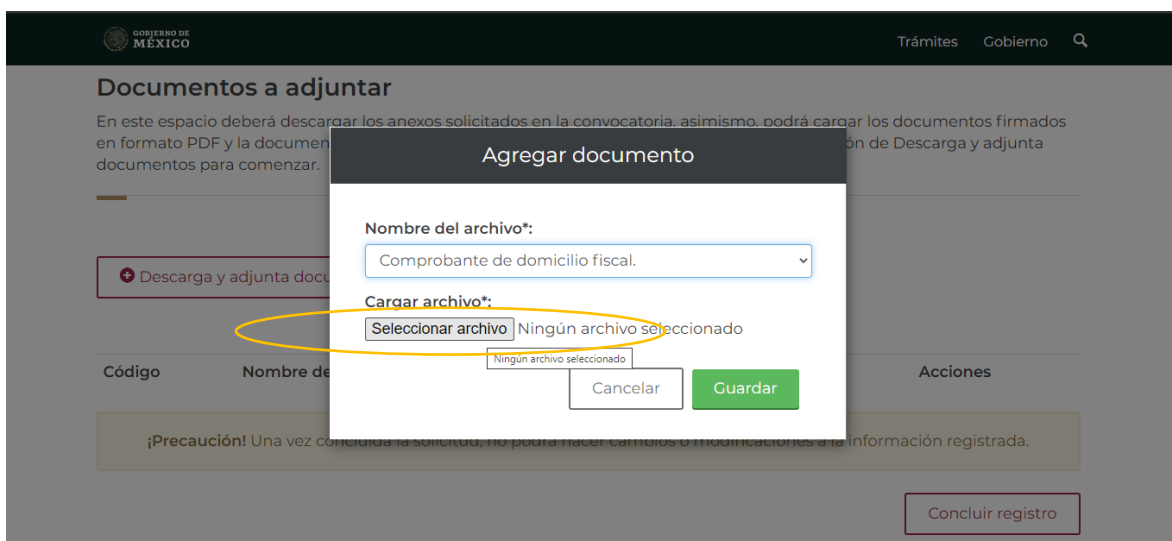 GOBIERNO DE
MÉXICO
Trámites Gobierno
Documentos a adjuntar
En este espacio deberá descargar los anexos solicitados en la convocatoria, asimismo, podrá cargar los documentos firmados
en formato PDF y la documen
ón de Descarga y adjunta
documentos para comenzar.
Agregar documento
Nombre del archivo*:
Comprobante de domicilio fiscal.
Descarga y adjunta docu
Cargar archivo*:
Seleccionar archivo Ningún archivo seleccionado
Ningún archivo seleccionado
Código Nombre de Acciones
Cancelar Guardar
¡Precaución! Una vez concluida la solicitud, no podrá hacer cambios o modificaciones a la información registrada.
Concluir registro